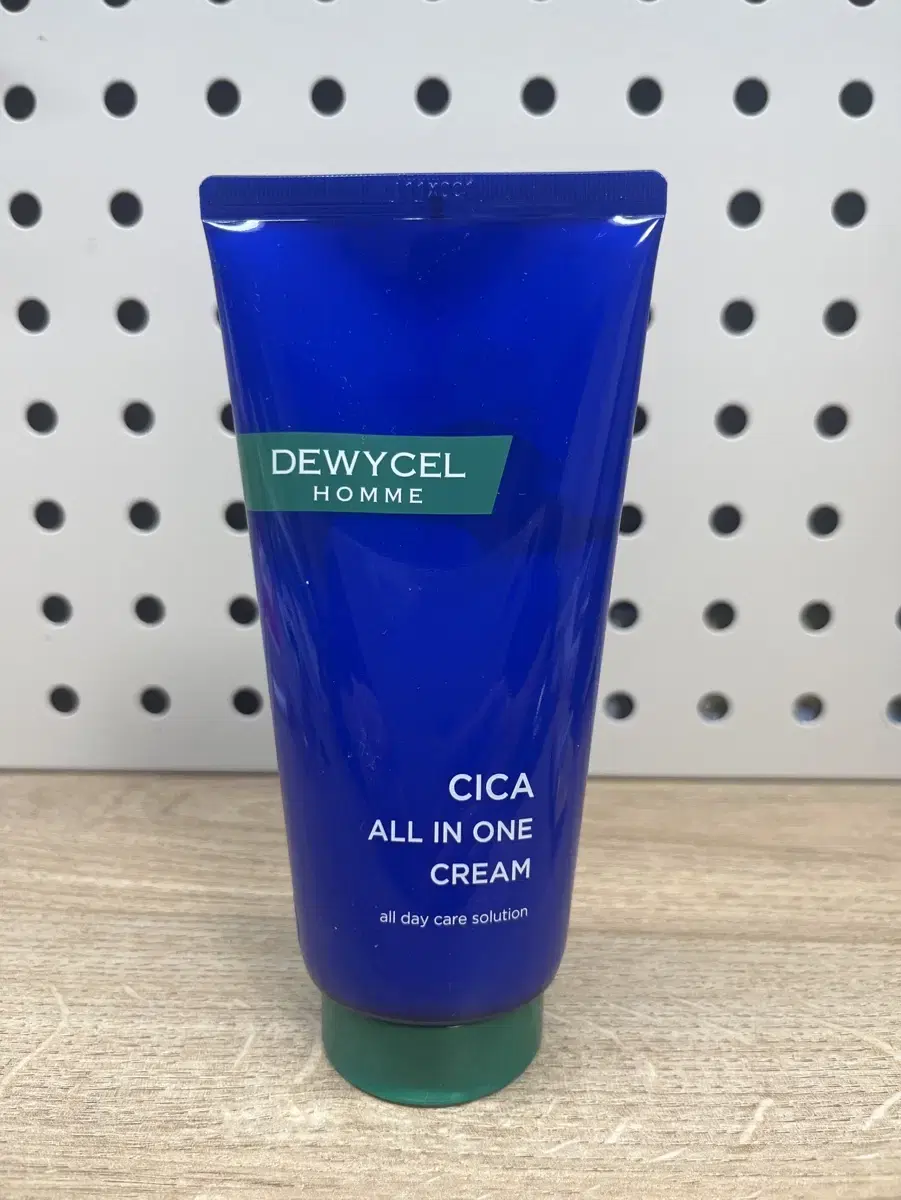 DEWYCEL
HOMME
CICA
ALL IN ONE
CREAM
all day care solution